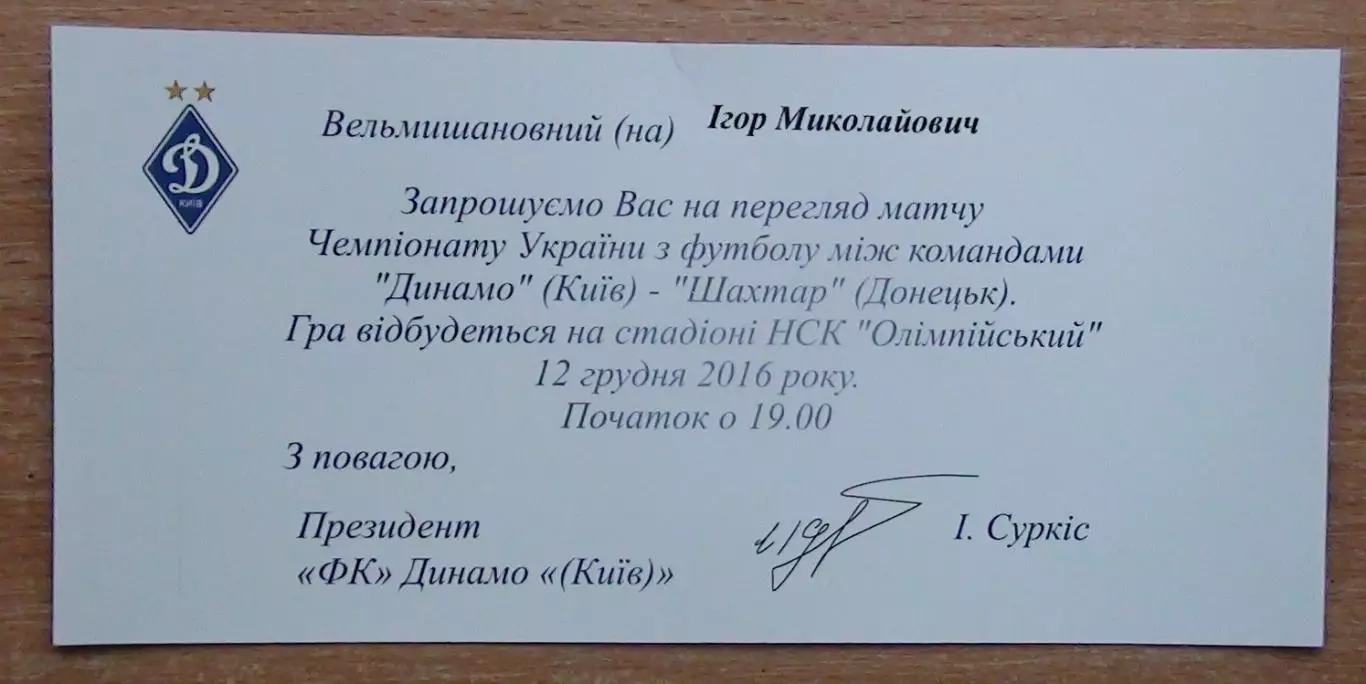 Вельмишановний (на) Ігор Миколайович
Запрошуємо Вас на перегляд матчу
Чемпіонату України з футболу між командами
"Динамо" (Київ) - "Шахтар" (Донецьк).
Гра відбудеться на стадіоні НСК "Олімпійський"
12 грудня 2016 року.
Початок о 19.00
З повагою,
Президент
«ФК» Динамо «(Київ)»
І. Суркіс
Д
КИЇВ